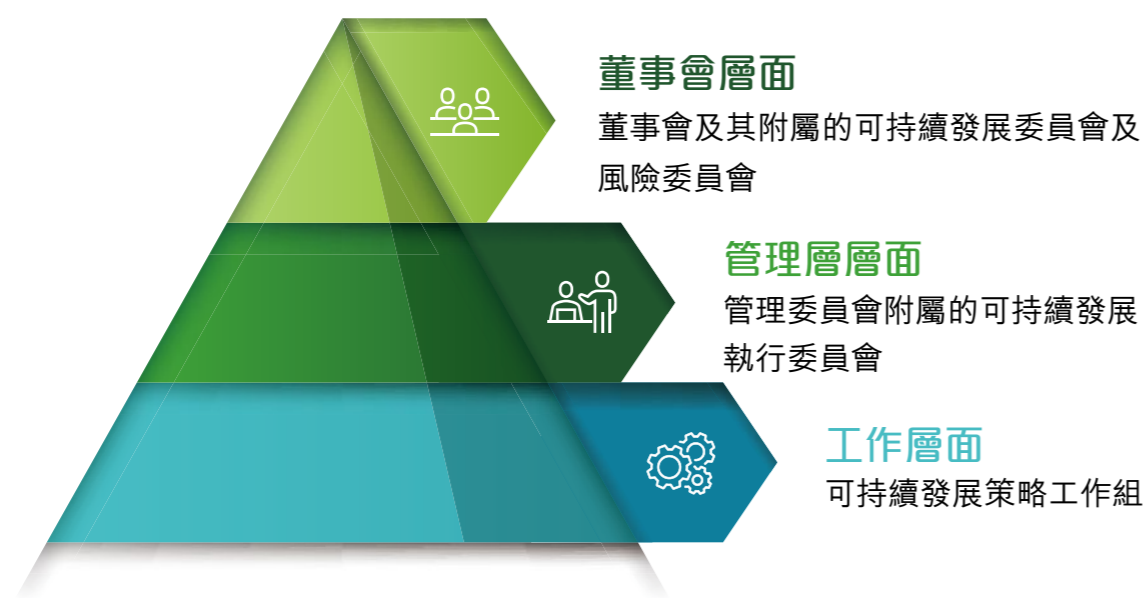 董事會層面
董事會及其附屬的可持續發展委員會及
風險委員會
管理層層面
管理委員會附屬的可持續發展
執行委員會
工作層面
可持續發展策略工作組